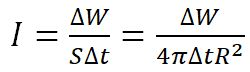 I = ΔW / SΔt = ΔW / 4πΔtR²